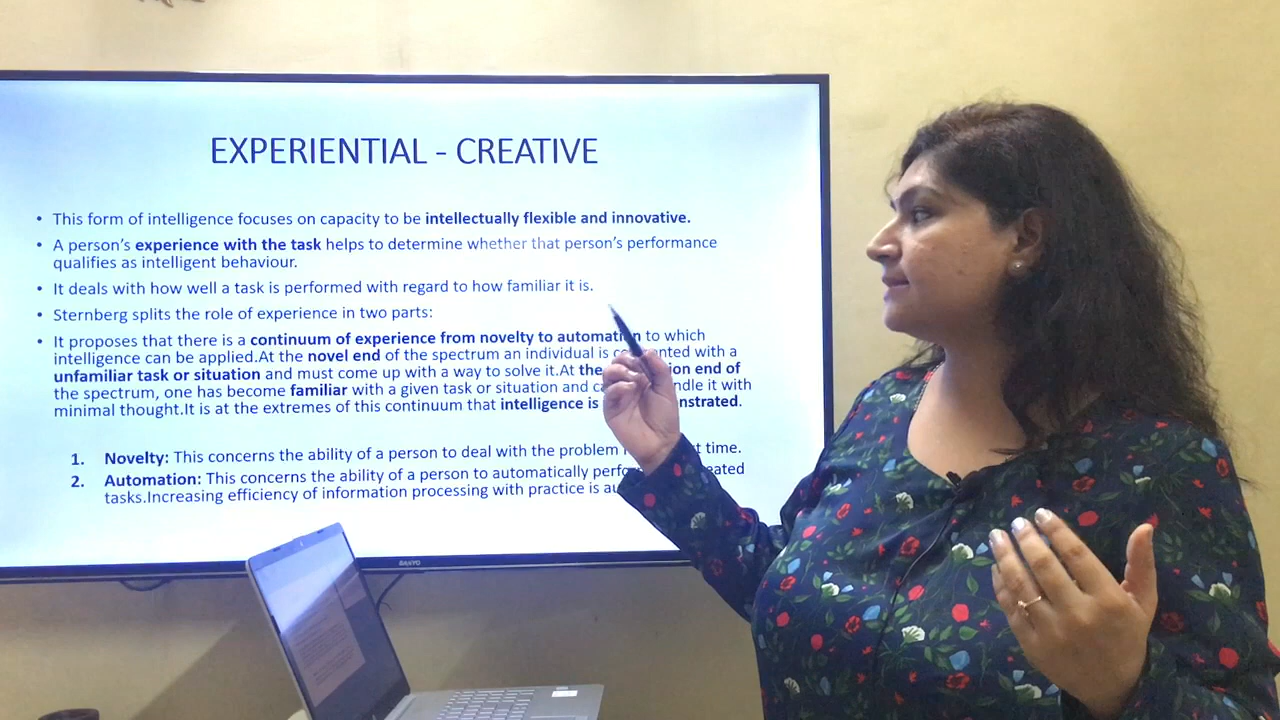 EXPERIENTIAL - CREATIVE
• This form of intelligence focuses on capacity to be intellectually flexible and innovative.
• A person's experience with the task helps to determine whether that person's performance
qualifies as intelligent behaviour.
• It deals with how well a task is performed with regard to how familiar it is.
• Sternberg splits the role of experience in two parts:
• It proposes that there is a continuum of experience from novelty to automation to which
intelligence can be applied.At the novel end of the spectrum an individual is with a
unfamiliar task or situation and must come up with a way to solve it.At the end of
the spectrum, one has become familiar with a given task or situation and with
minimal thought.It is at the extremes of this continuum that intelligence is
1. Novelty: This concerns the ability of a person to deal with the problem time.
2. Automation: This concerns the ability of a person to automatically
tasks.Increasing efficiency of information processing with practice is
SANYO